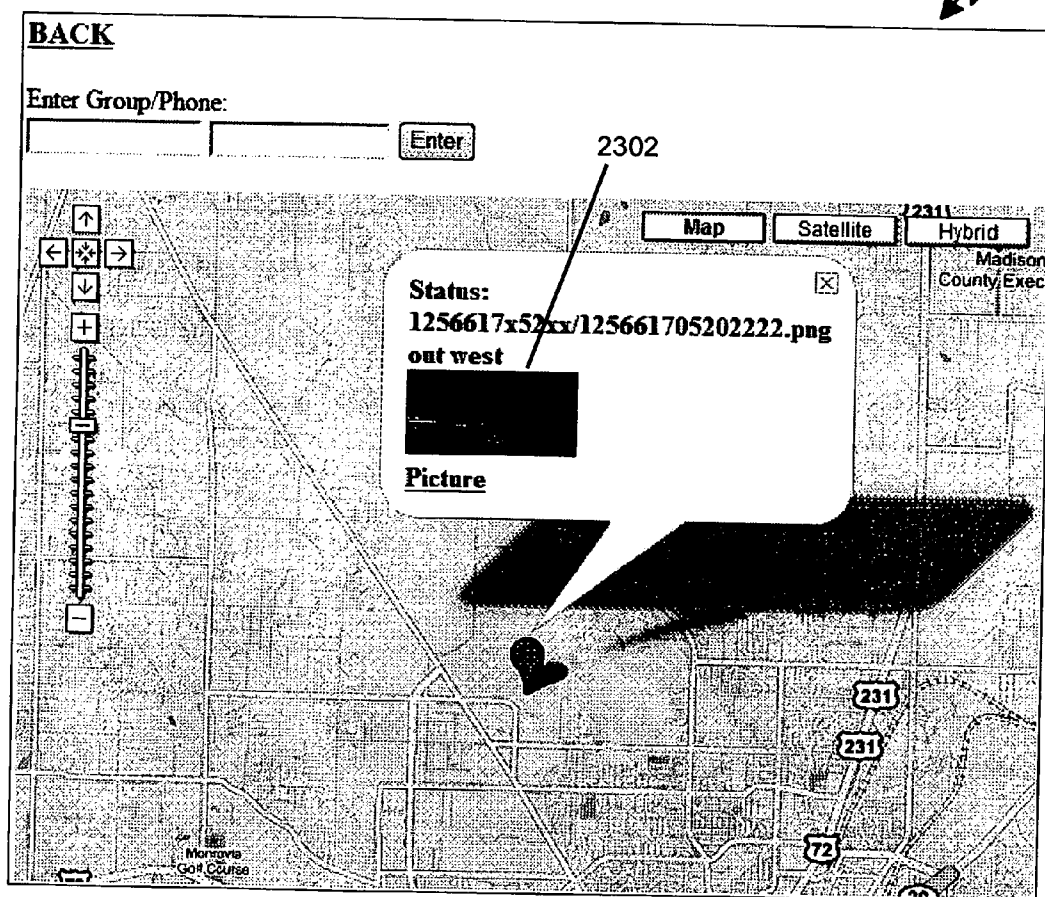 BACK
Enter Group/Phone:
Enter
2302
231
Map Satellite Hybrid
Madison
County Exec
Status:
1256617x52xx/125661705202222.png
out west
Picture
231
231
72
Monrovia
Golf Course